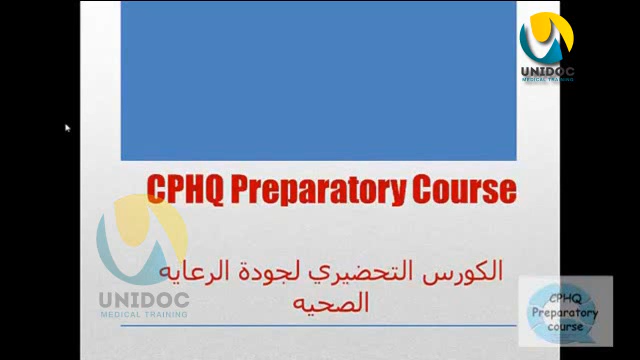 UNIDOC
MEDICAL TRAINING
CPHQ Preparatory Course
الكورس التحضيري لجودة الرعايه
الصحيه
UNIDOC
MEDICAL TRAINING
CPHQ
Preparatory
course